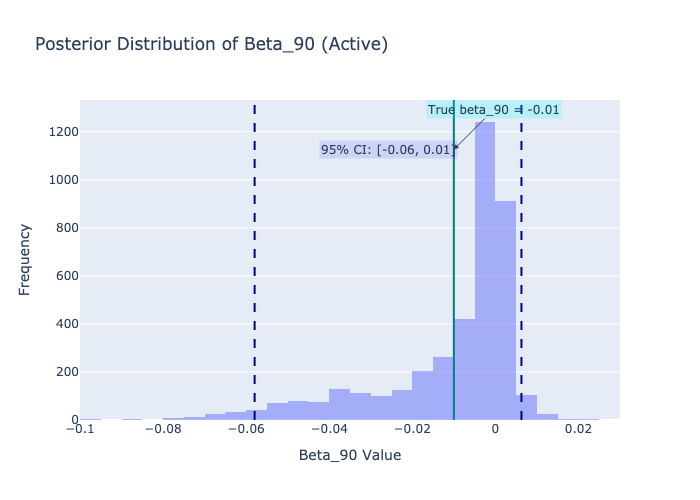 Posterior Distribution of Beta_90 (Active)
True beta_90 = -0.01
95% CI: [-0.06, 0.01]
1200
1000
800
600
400
200
0
Frequency
−0.1
−0.08
−0.06
−0.04
−0.02
0
0.02
Beta_90 Value